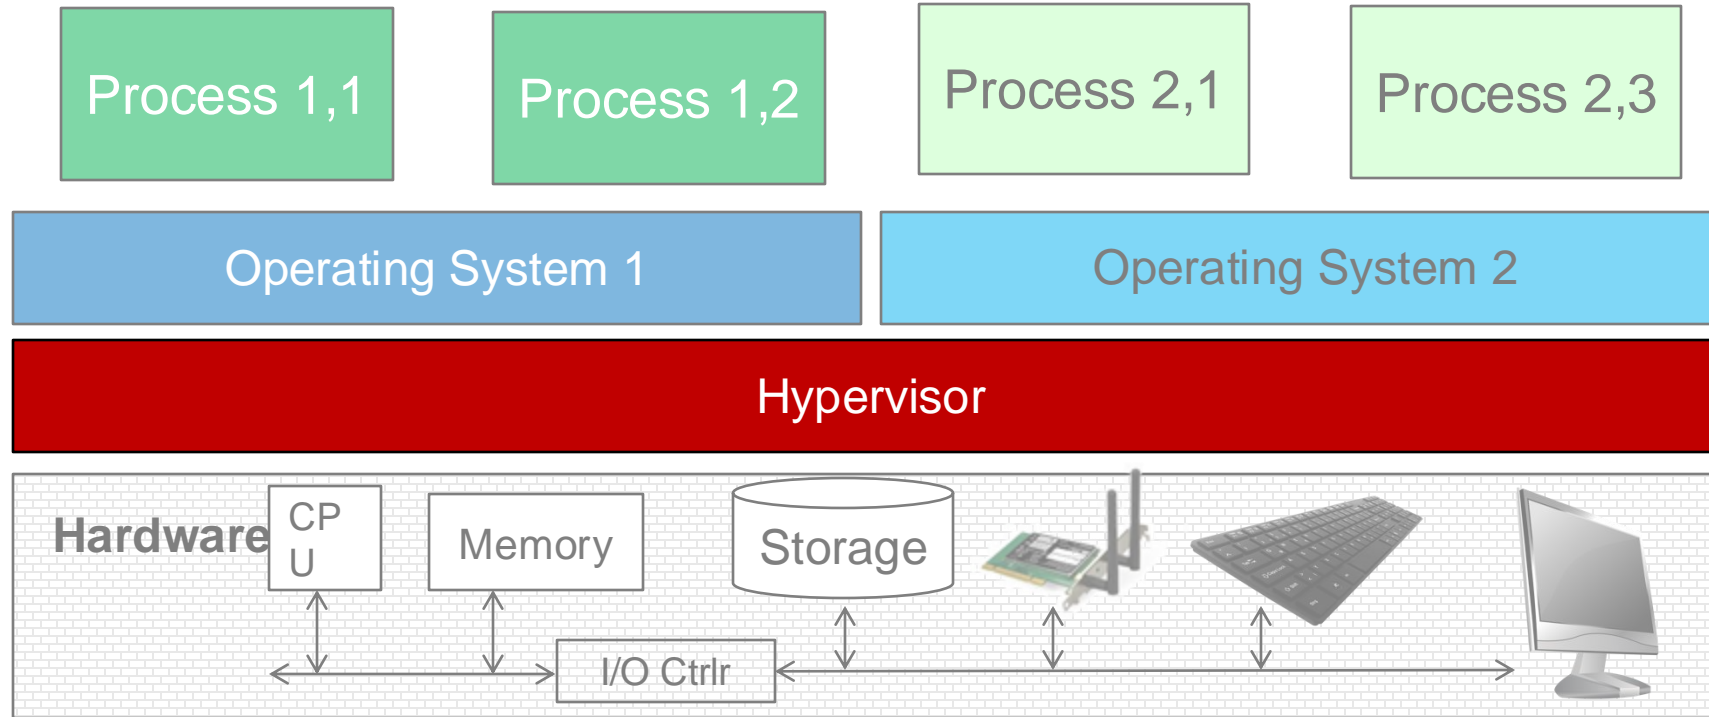 Process 1,1
Process 1,2
Process 2,1
Process 2,3
Operating System 1
Operating System 2
Hypervisor
Hardware
CP
U
Memory
Storage
I/O Ctrlr